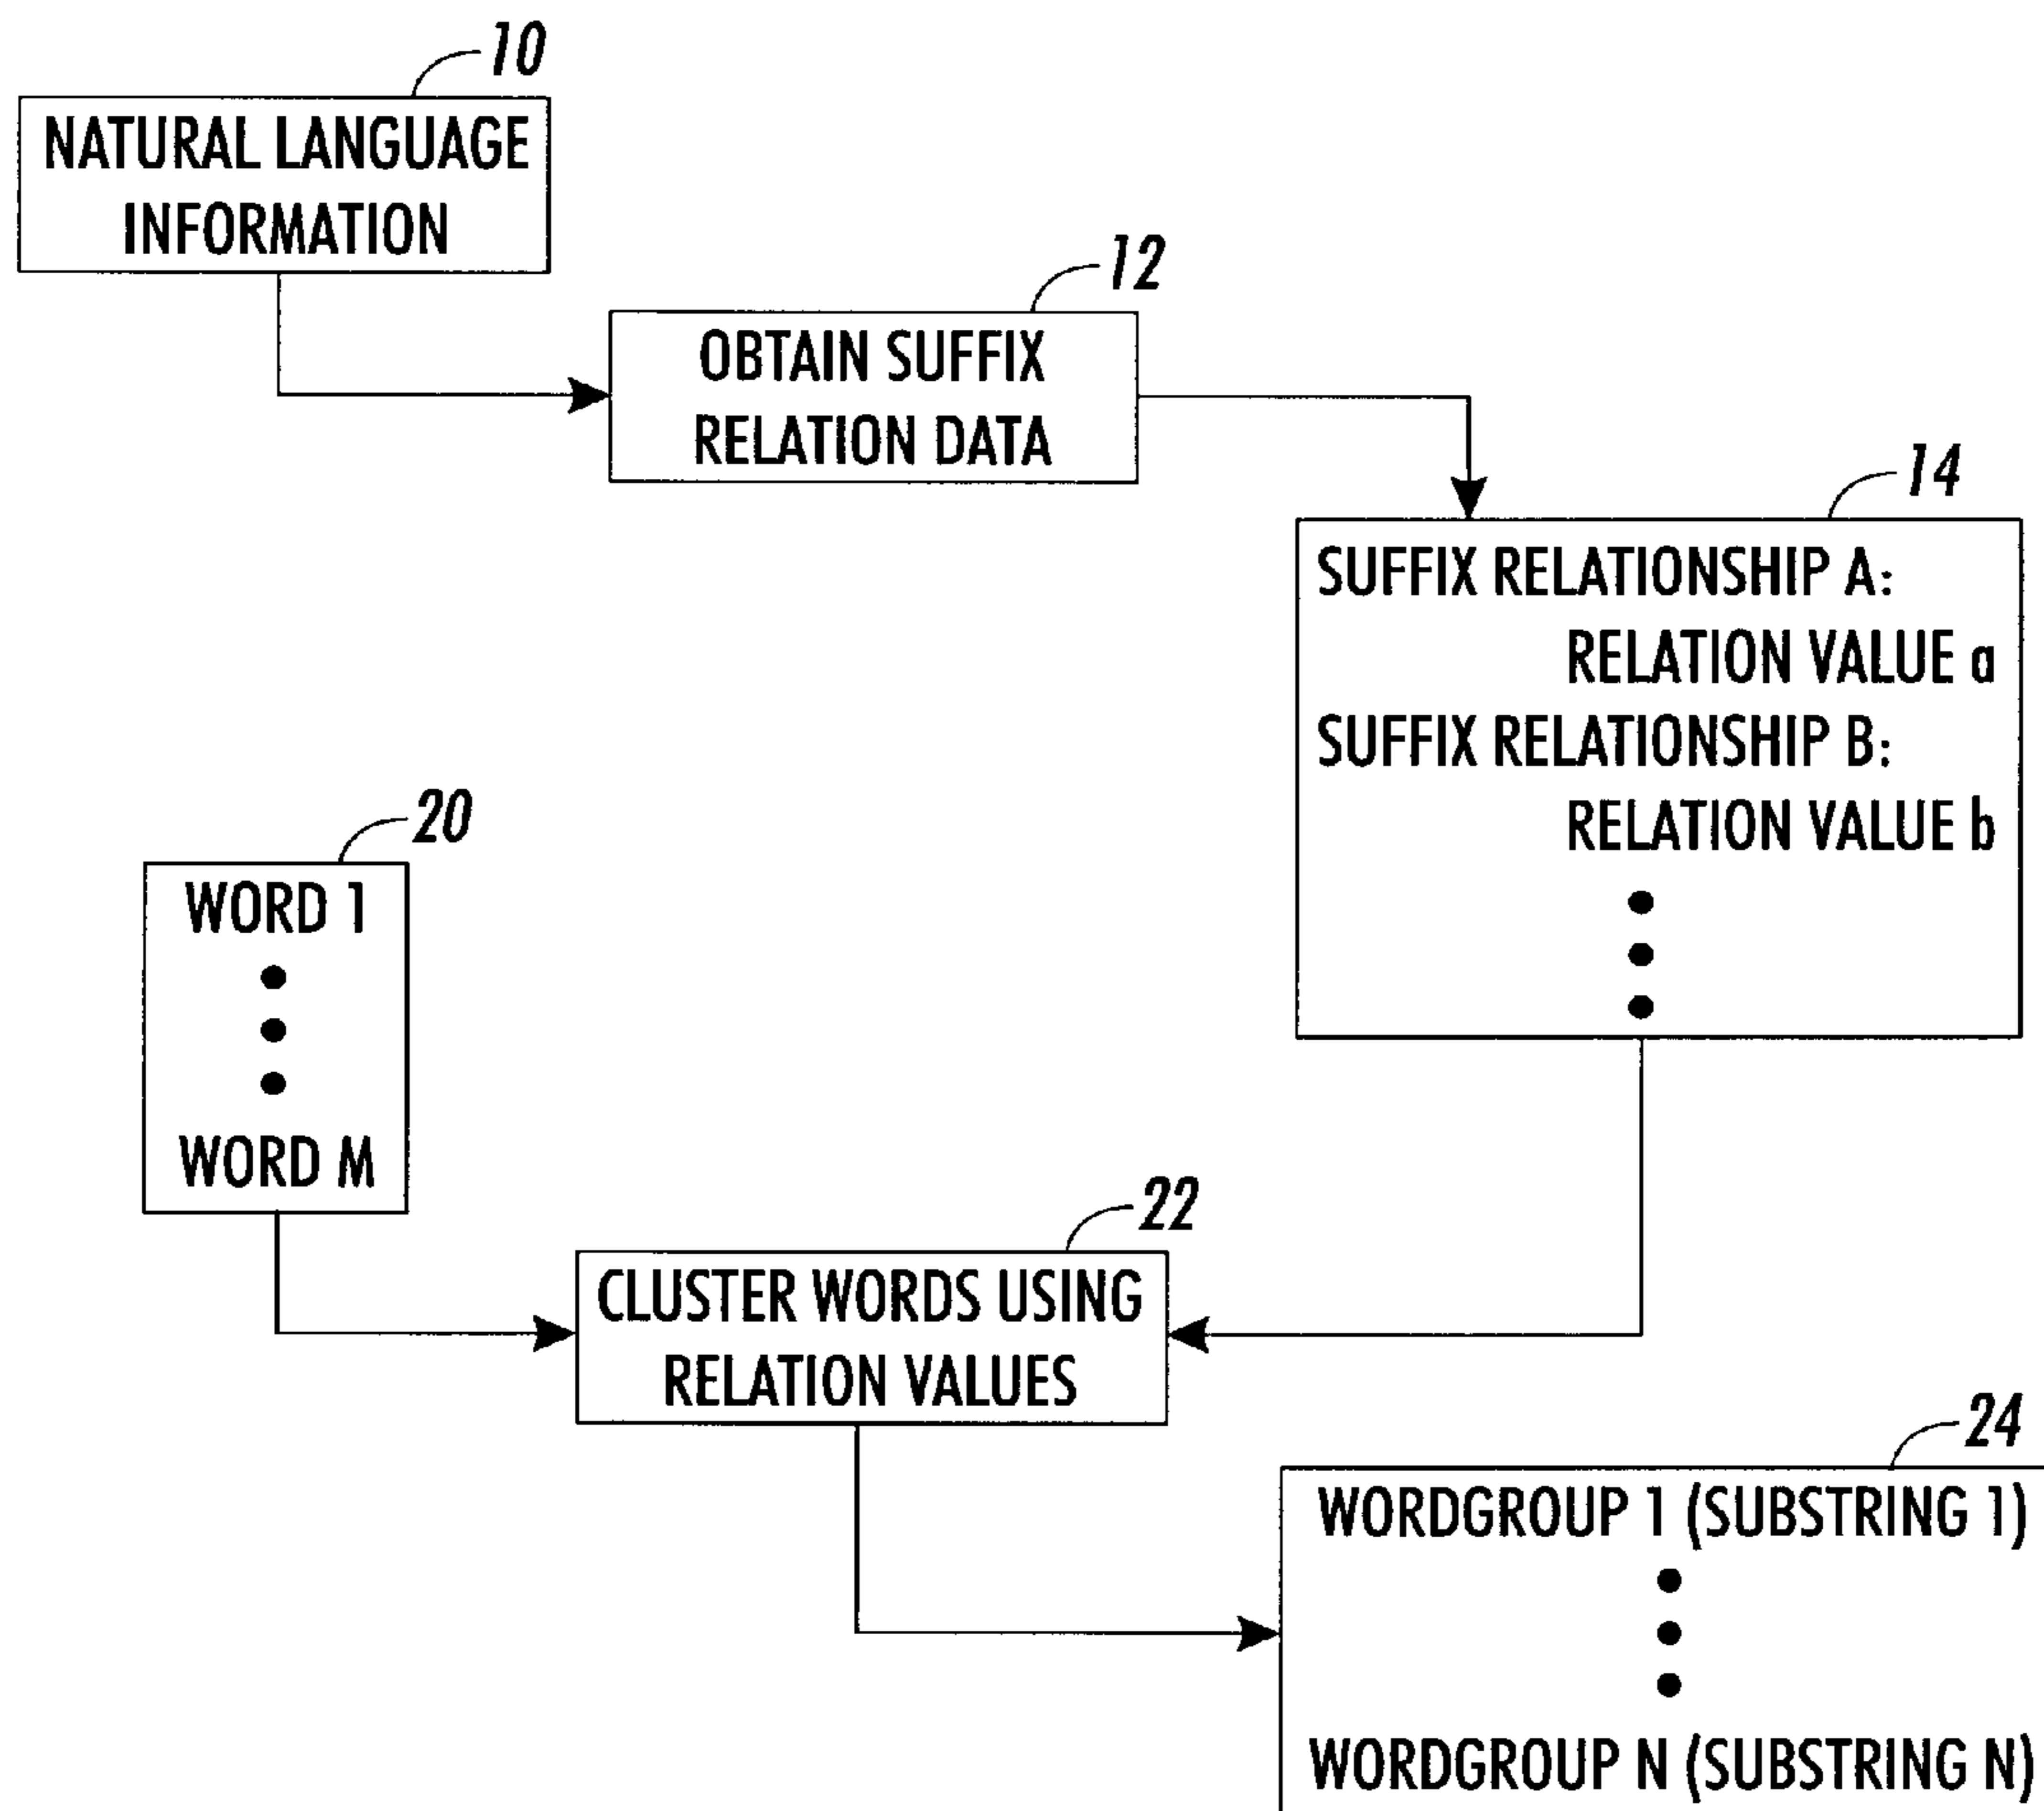 10
NATURAL LANGUAGE
INFORMATION
12
OBTAIN SUFFIX
RELATION DATA
14
SUFFIX RELATIONSHIP A:
RELATION VALUE a
SUFFIX RELATIONSHIP B:
RELATION VALUE b
20
WORD 1
WORD M
22
CLUSTER WORDS USING
RELATION VALUES
24
WORDGROUP 1 (SUBSTRING 1)
WORDGROUP N (SUBSTRING N)